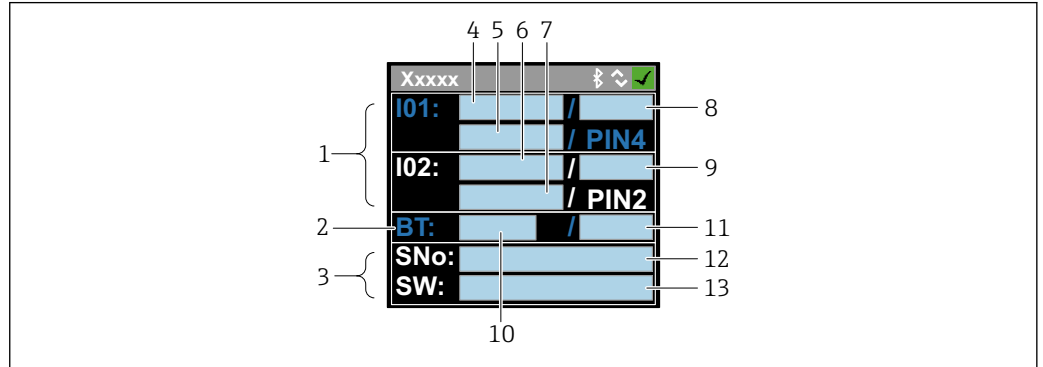 4 5 6 7
Xxxxx
I01: / 8
/ PIN4
1
I02: / 9
/ PIN2
2 BT: / 11
SNo: 12
3
SW: 13
10